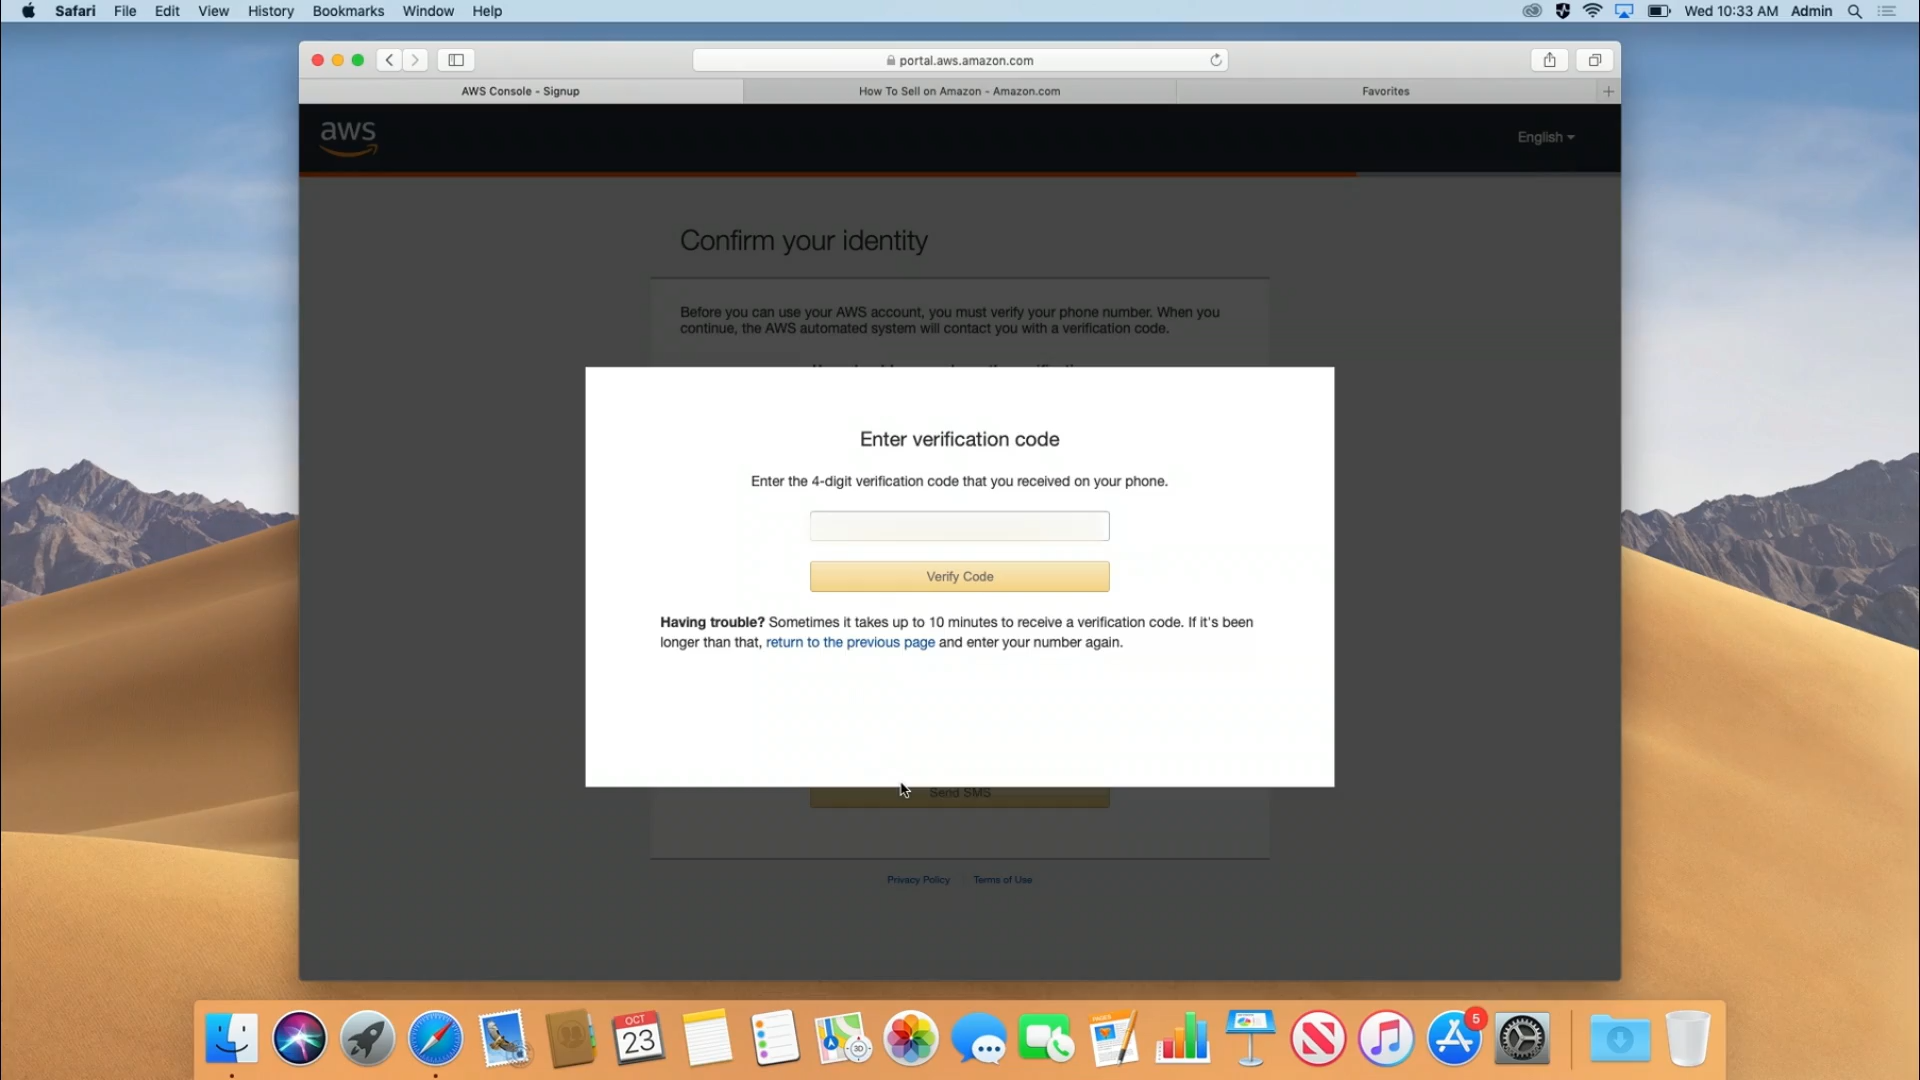 Safari File Edit View History Bookmarks Window Help
Wed 10:33 AM Admin
portal.aws.amazon.com
AWS Console - Signup
How To Sell on Amazon - Amazon.com
Favorites
aws
English
Confirm your identity
Before you can use your AWS account, you must verify your phone number. When you
continue, the AWS automated system will contact you with a verification code.
Enter verification code
Enter the 4-digit verification code that you received on your phone.
Verify Code
Having trouble? Sometimes it takes up to 10 minutes to receive a verification code. If it's been
longer than that, return to the previous page and enter your number again.
Send SMS
Privacy Policy Terms of Use
OCT
23
3D
PAGES
5